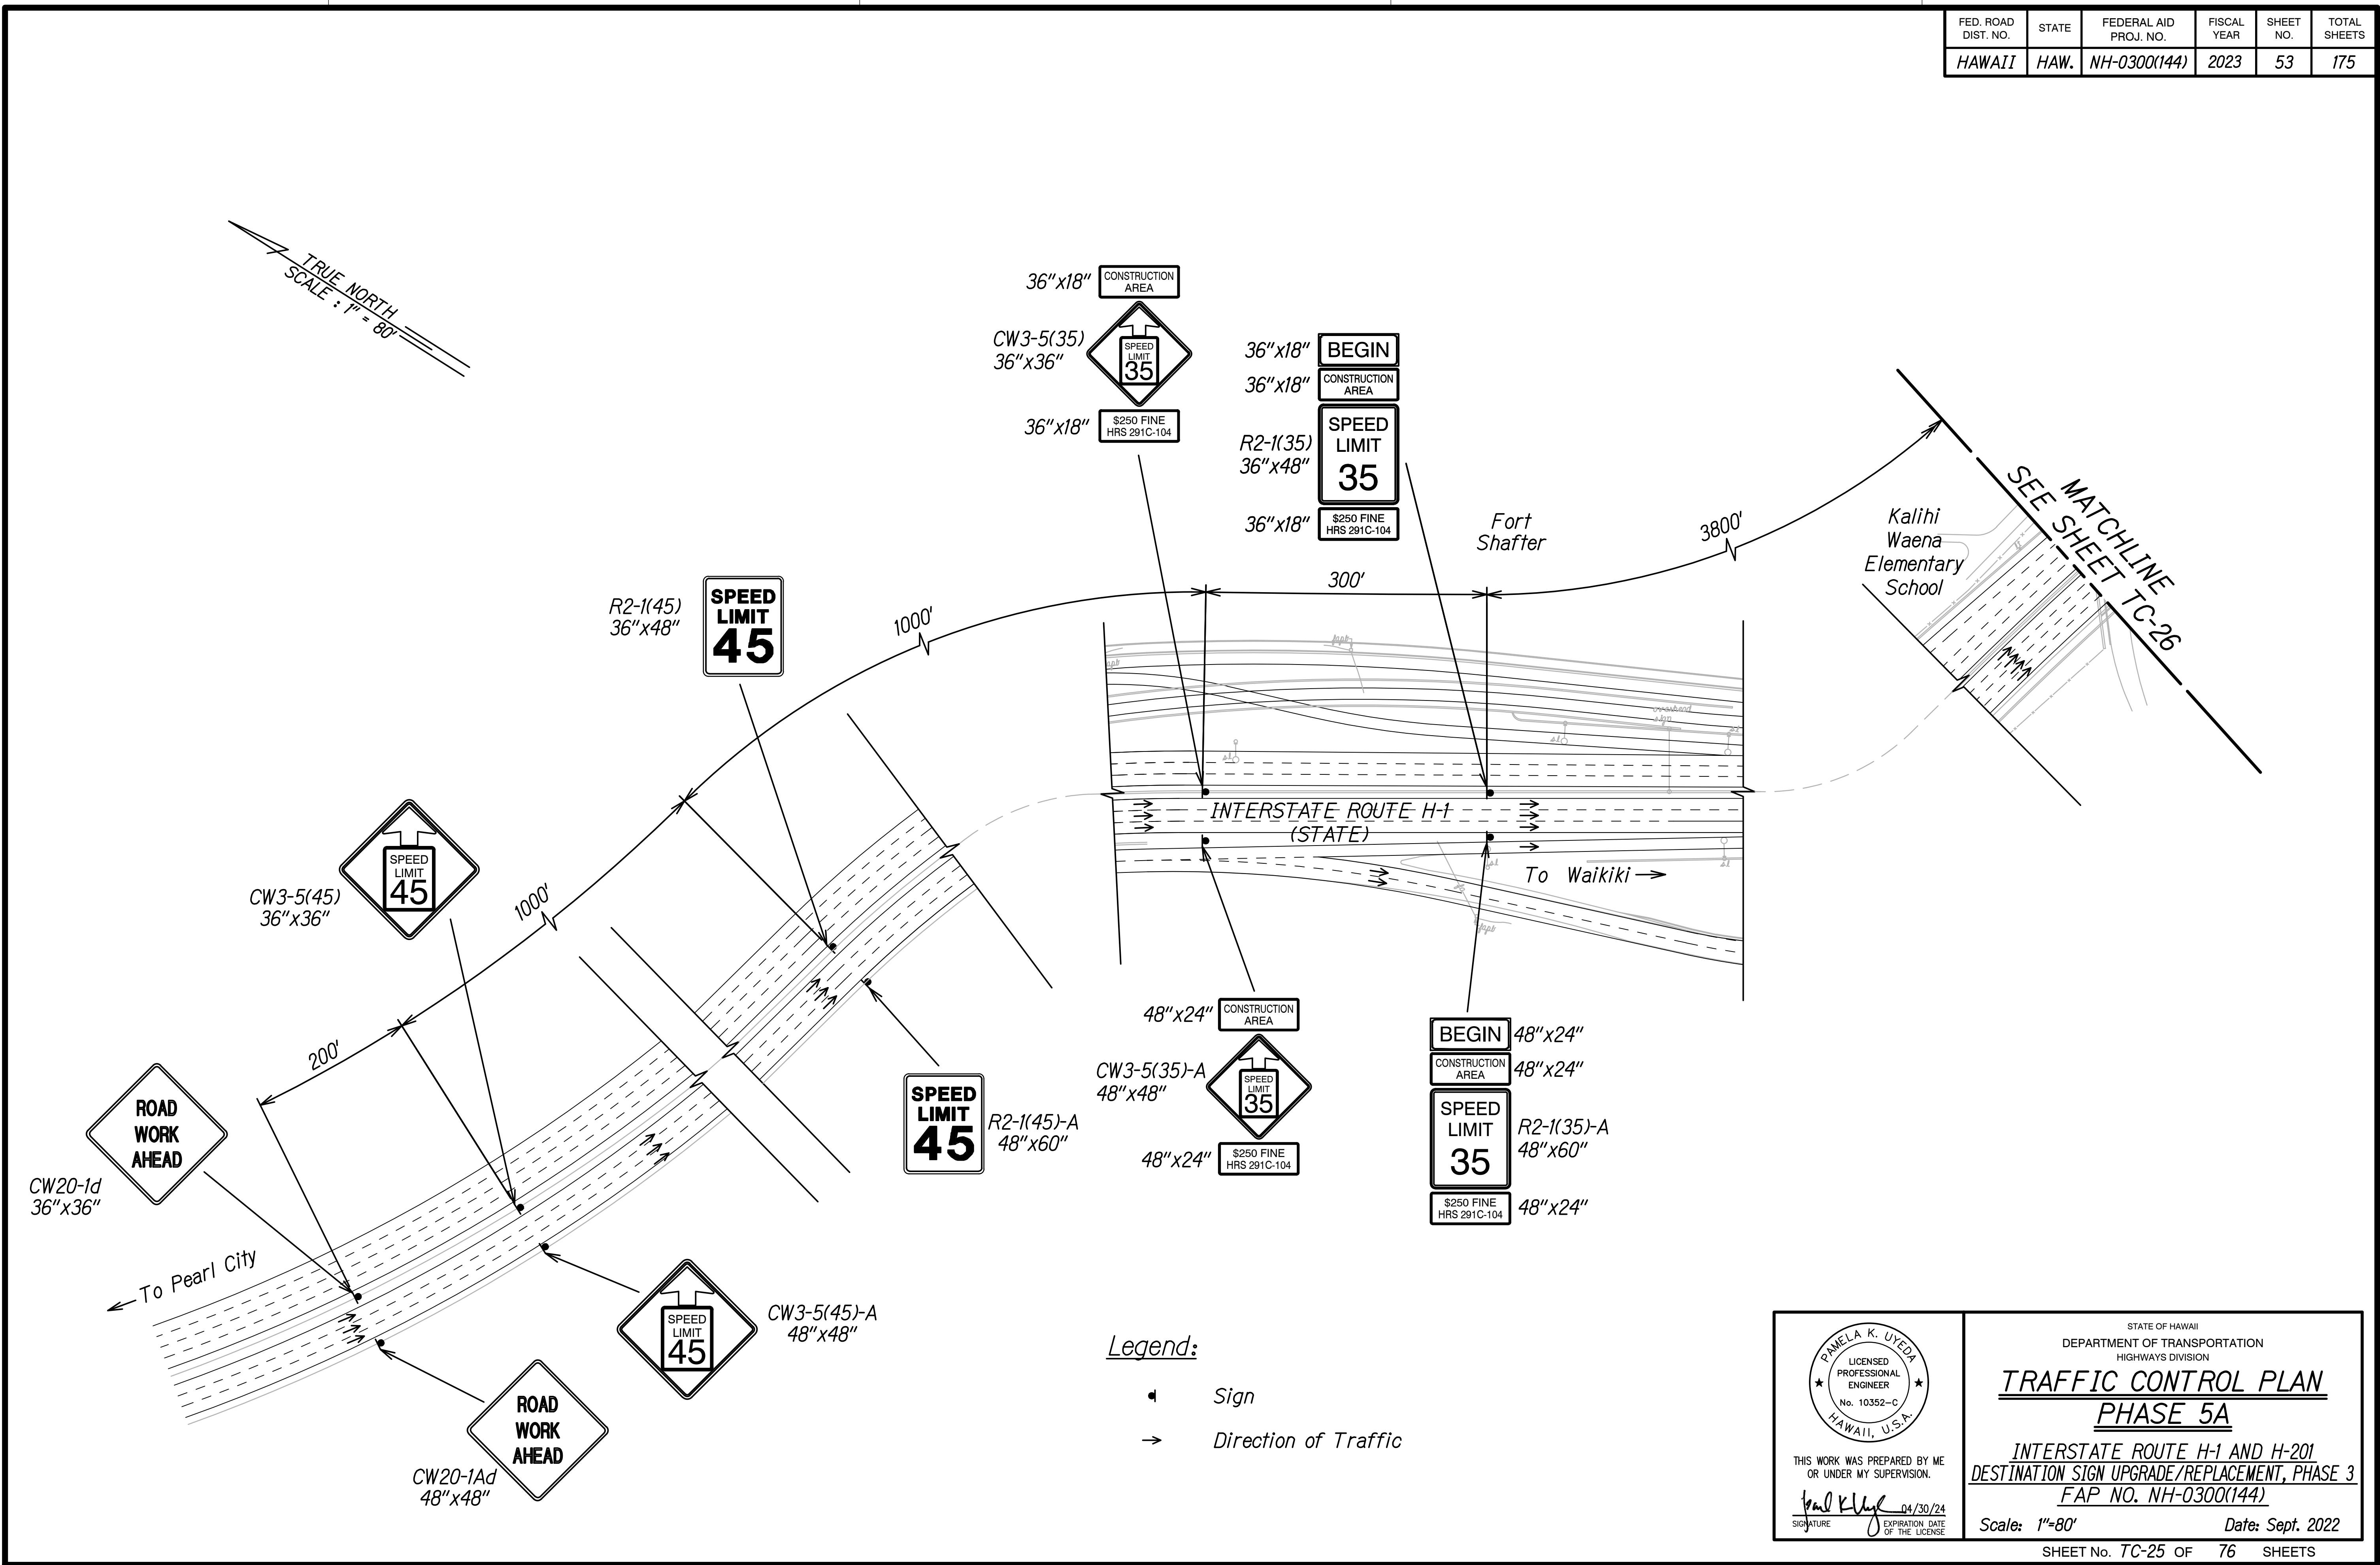 FED. ROAD DIST. NO.
STATE
FEDERAL AID PROJ. NO.
FISCAL YEAR
SHEET NO.
TOTAL SHEETS
HAWAII
HAW.
NH-0300(144)
2023
53
175
TRUE NORTH
SCALE : 1" = 80'
36"x18"
CONSTRUCTION
AREA
CW3-5(35)
36"x36"
SPEED
LIMIT
35
36"x18"
$250 FINE
HRS 291C-104
36"x18"
BEGIN
36"x18"
CONSTRUCTION
AREA
R2-1(35)
36"x48"
SPEED
LIMIT
35
36"x18"
$250 FINE
HRS 291C-104
Fort
Shafter
3800'
Kalihi
Waena
Elementary
School
MATCHLINE
SEE SHEET TC-26
300'
1000'
R2-1(45)
36"x48"
SPEED
LIMIT
45
CW3-5(45)
36"x36"
SPEED
LIMIT
45
1000'
200'
ROAD
WORK
AHEAD
CW20-1d
36"x36"
To Pearl City
overhead
sign
INTERSTATE ROUTE H-1
(STATE)
To Waikiki
SPEED
LIMIT
45
R2-1(45)-A
48"x60"
48"x24"
CONSTRUCTION
AREA
CW3-5(35)-A
48"x48"
SPEED
LIMIT
35
48"x24"
$250 FINE
HRS 291C-104
BEGIN
48"x24"
CONSTRUCTION
AREA
48"x24"
SPEED
LIMIT
35
R2-1(35)-A
48"x60"
$250 FINE
HRS 291C-104
48"x24"
SPEED
LIMIT
45
CW3-5(45)-A
48"x48"
ROAD
WORK
AHEAD
CW20-1Ad
48"x48"
Legend:
Sign
Direction of Traffic
PAMELA K. UYEDA
LICENSED
PROFESSIONAL
ENGINEER
No. 10352-C
HAWAII, U.S.A.
THIS WORK WAS PREPARED BY ME
OR UNDER MY SUPERVISION.
04/30/24
SIGNATURE
EXPIRATION DATE
OF THE LICENSE
STATE OF HAWAII
DEPARTMENT OF TRANSPORTATION
HIGHWAYS DIVISION
TRAFFIC CONTROL PLAN
PHASE 5A
INTERSTATE ROUTE H-1 AND H-201
DESTINATION SIGN UPGRADE/REPLACEMENT, PHASE 3
FAP NO. NH-0300(144)
Scale: 1"=80'
Date: Sept. 2022
SHEET No. TC-25 OF 76 SHEETS